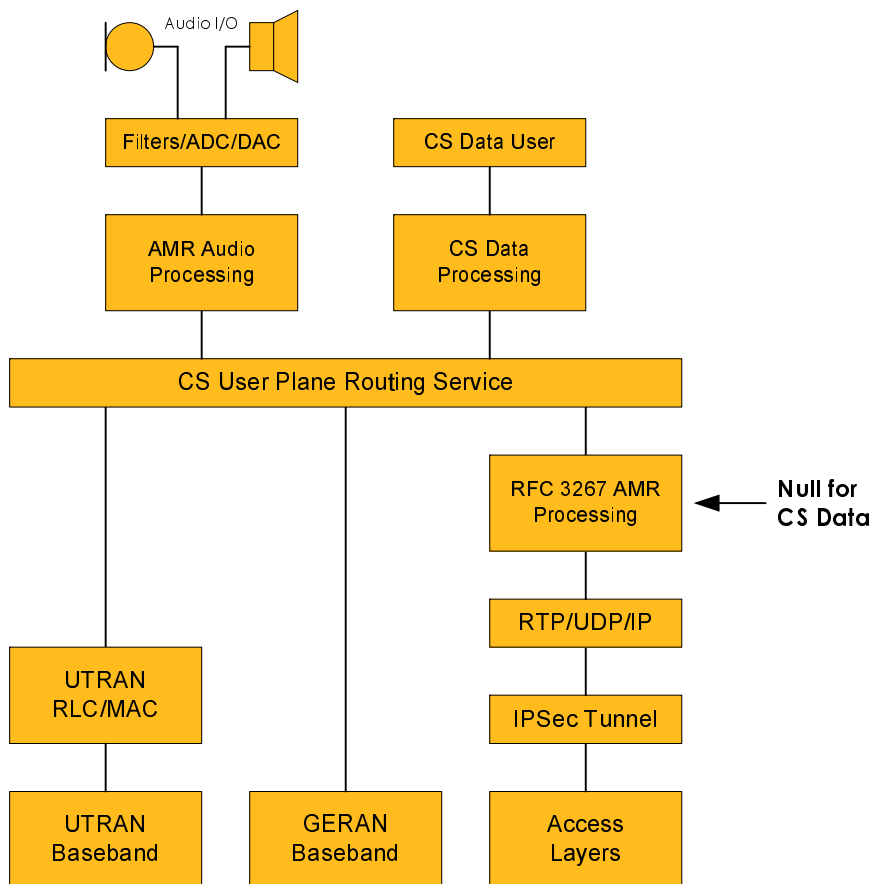 Audio I/O
Filters/ADC/DAC
CS Data User
AMR Audio
Processing
CS Data
Processing
CS User Plane Routing Service
RFC 3267 AMR
Processing
Null for
CS Data
RTP/UDP/IP
UTRAN
RLC/MAC
IPSec Tunnel
UTRAN
Baseband
GERAN
Baseband
Access
Layers